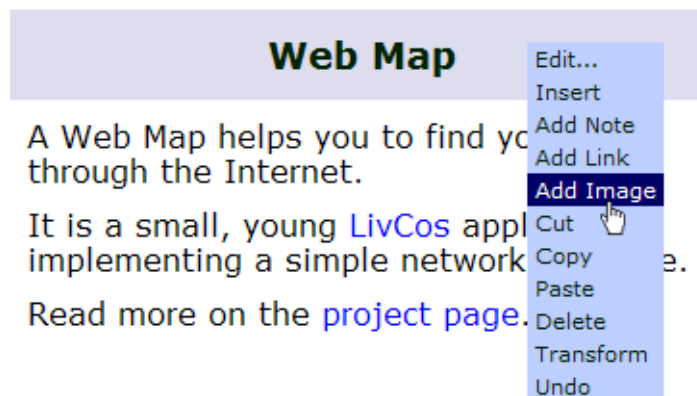 Web Map
A Web Map helps you to find
through the Internet.
It is a small, young LivCos
implementing a simple network
Read more on the project page.
Edit...
Insert
Add Note
Add Link
Add Image
Cut
Copy
Paste
Delete
Transform
Undo